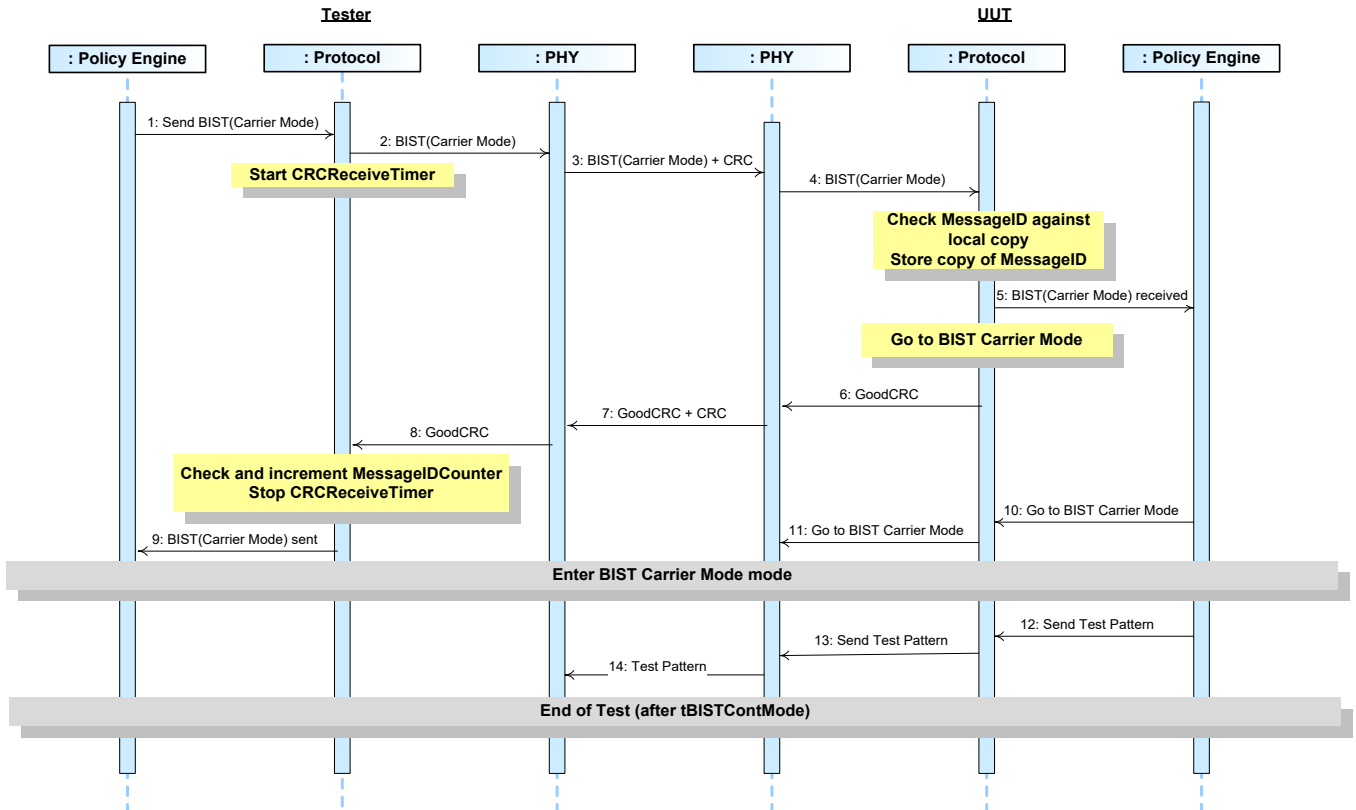 Tester
UUT
: Policy Engine
: Protocol
: PHY
: PHY
: Protocol
: Policy Engine
1: Send BIST(Carrier Mode)
2: BIST(Carrier Mode)
3: BIST(Carrier Mode) + CRC
Start CRCReceiveTimer
4: BIST(Carrier Mode)
Check MessageID against
local copy
Store copy of MessageID
5: BIST(Carrier Mode) received
Go to BIST Carrier Mode
6: GoodCRC
7: GoodCRC + CRC
8: GoodCRC
Check and increment MessageIDCounter
Stop CRCReceiveTimer
10: Go to BIST Carrier Mode
11: Go to BIST Carrier Mode
9: BIST(Carrier Mode) sent
Enter BIST Carrier Mode mode
12: Send Test Pattern
13: Send Test Pattern
14: Test Pattern
End of Test (after tBISTContMode)